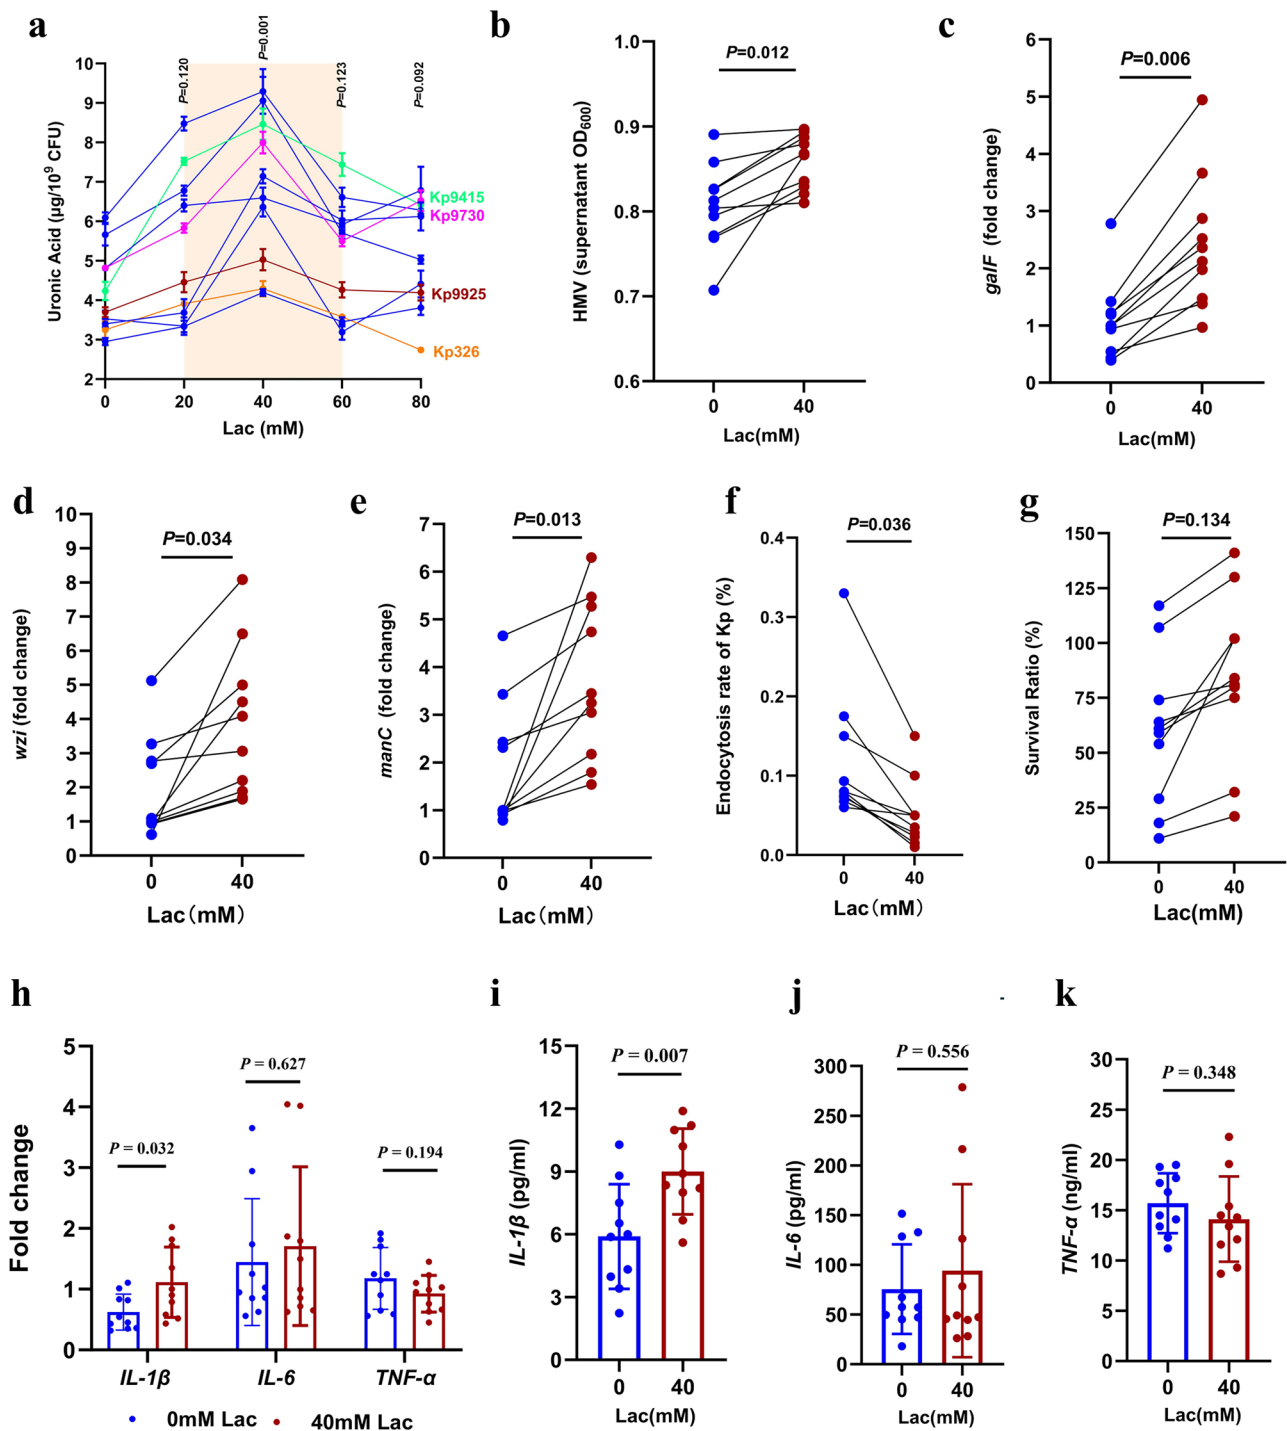 a
P=0.120
P=0.001
P=0.123
P=0.092
10
9
8
7
6
5
4
3
2
Uronic Acid (µg/10⁹ CFU)
Kp9415
Kp9730
Kp9925
Kp326
0 20 40 60 80
Lac (mM)
b
P=0.012
1.0
0.9
0.8
0.7
0.6
HMV (supernatant OD₆₀₀)
0 40
Lac(mM)
c
P=0.006
6
5
4
3
2
1
0
galF (fold change)
0 40
Lac(mM)
d
P=0.034
10
9
8
7
6
5
4
3
2
1
0
wzi (fold change)
0 40
Lac(mM)
e
P=0.013
7
6
5
4
3
2
1
0
manC (fold change)
0 40
Lac(mM)
f
P=0.036
0.4
0.3
0.2
0.1
0.0
Endocytosis rate of Kp (%)
0 40
Lac(mM)
g
P=0.134
150
125
100
75
50
25
0
Survival Ratio (%)
0 40
Lac(mM)
h
P = 0.032
P = 0.627
P = 0.194
5
4
3
2
1
0
Fold change
IL-1β IL-6 TNF-α
0mM Lac 40mM Lac
i
P = 0.007
15
12
9
6
3
0
IL-1β (pg/ml)
0 40
Lac(mM)
j
P = 0.556
300
250
200
150
100
50
0
IL-6 (pg/ml)
0 40
Lac(mM)
k
P = 0.348
30
25
20
15
10
5
0
TNF-α (ng/ml)
0 40
Lac(mM)